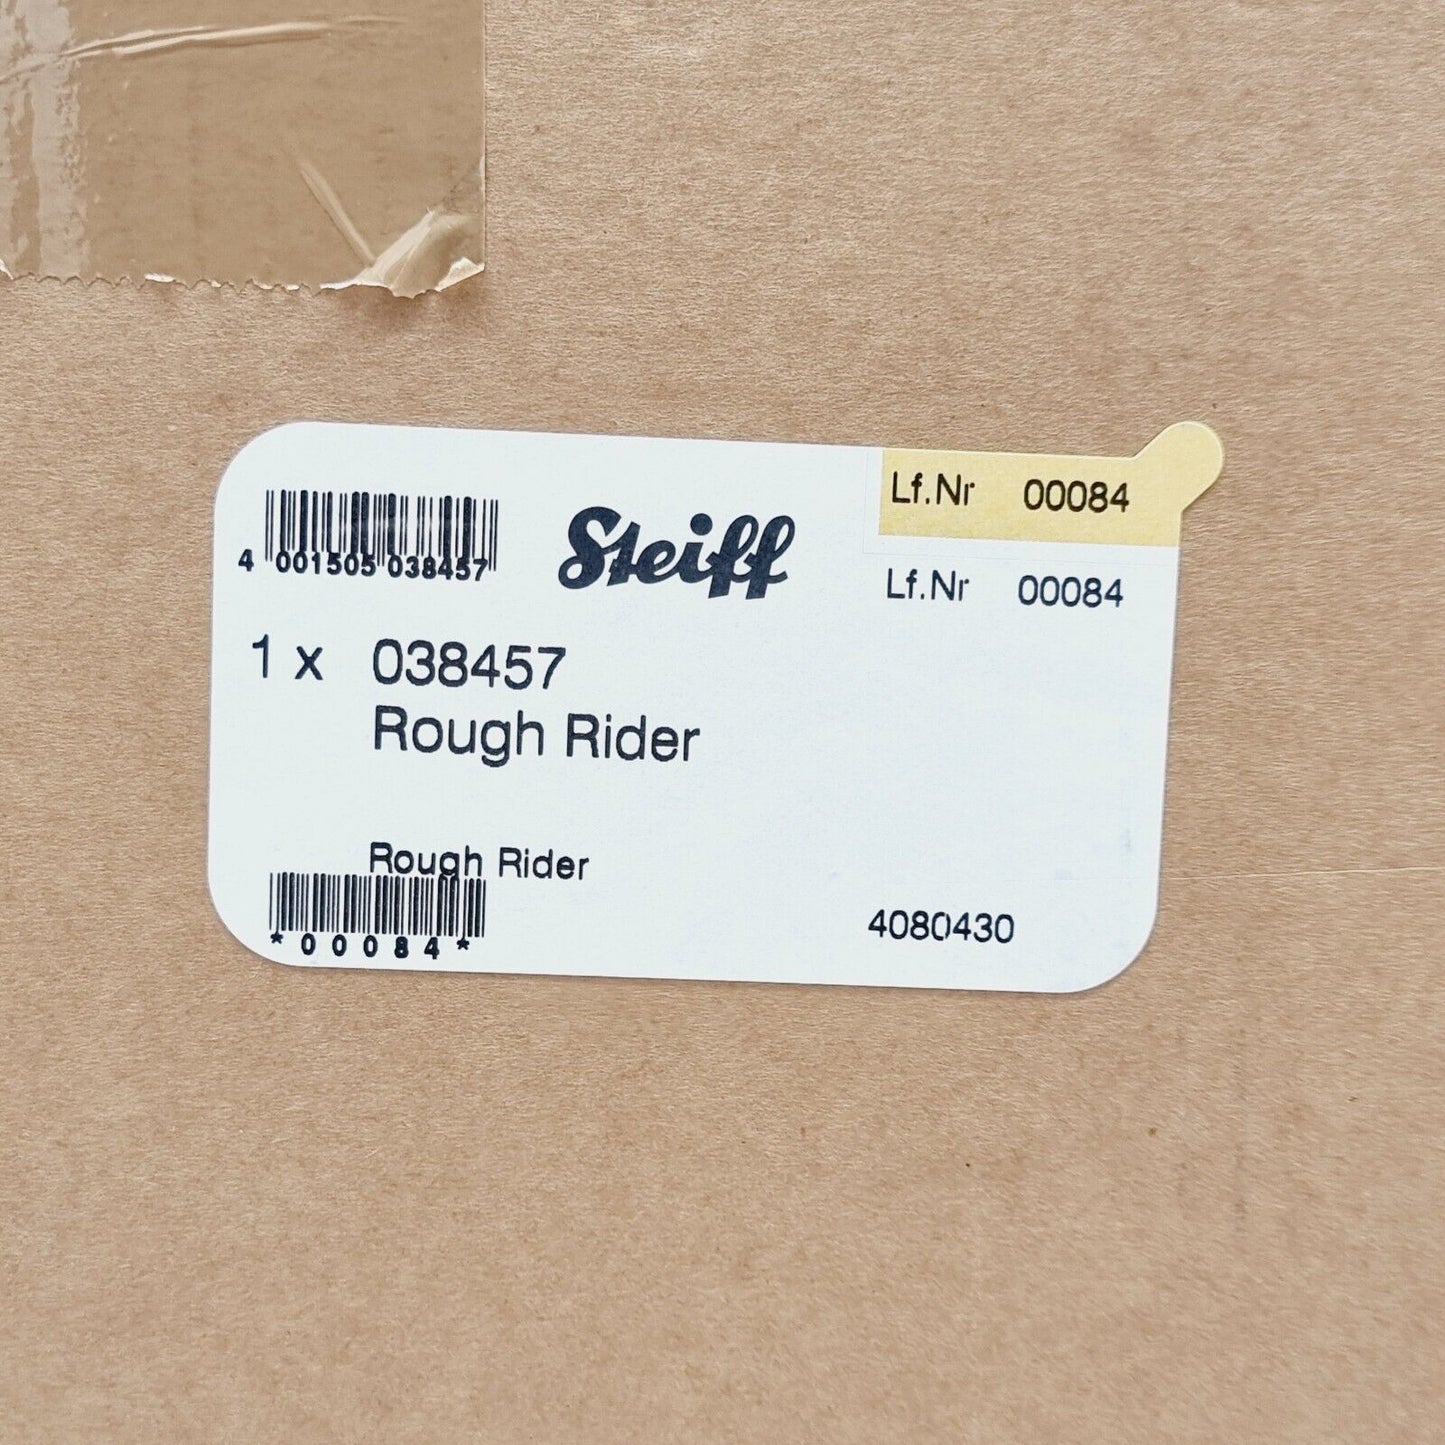 Lf.Nr 00084
4 001505 038457
Steiff
Lf.Nr 00084
1 x 038457
Rough Rider
Rough Rider
*00084*
4080430